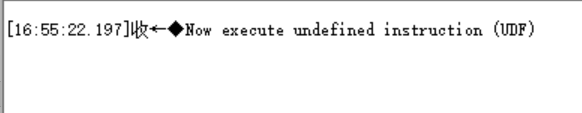 [16:55:22.197]收←◆Now execute undefined instruction (UDF)